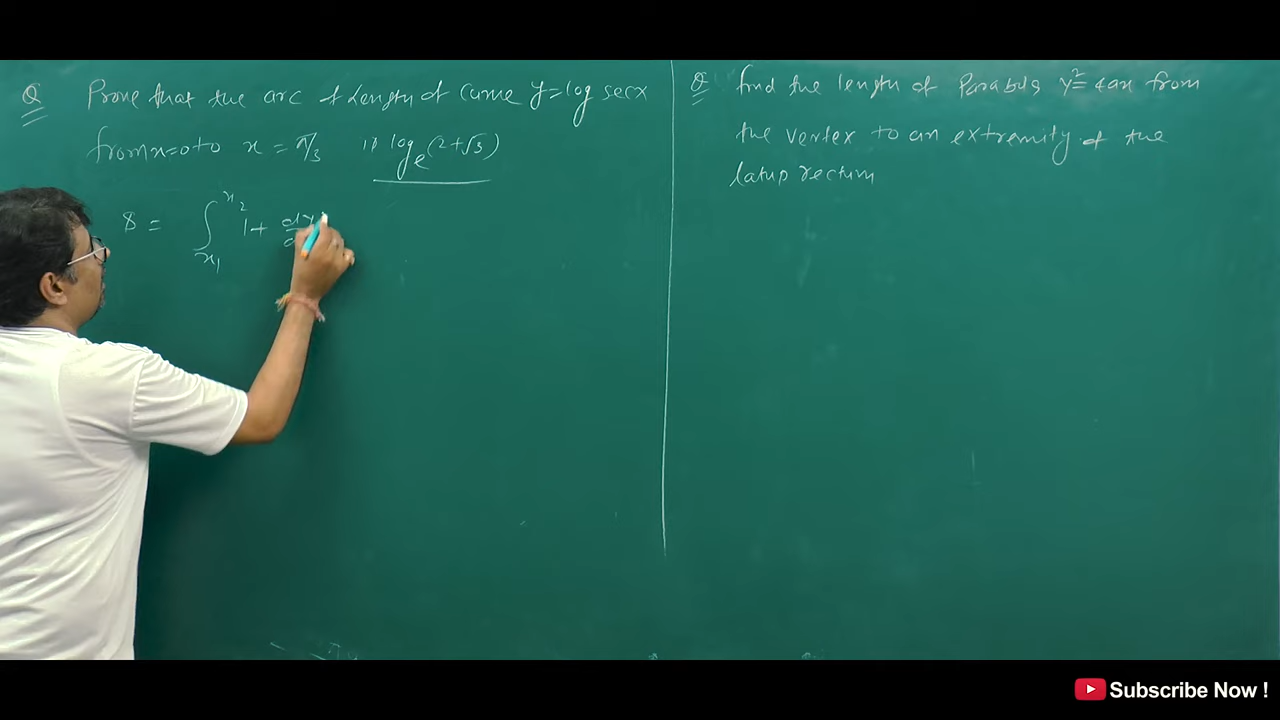 Q Prove that the arc of Length of Curve y=log secx
from x=0 to x = π/3 is log e (2+√3)
S = ∫ x1 x2 1+ dy
Q find the length of Parabola y²=4ax from
the vertex to an extremity of the
latus rectum
Subscribe Now !